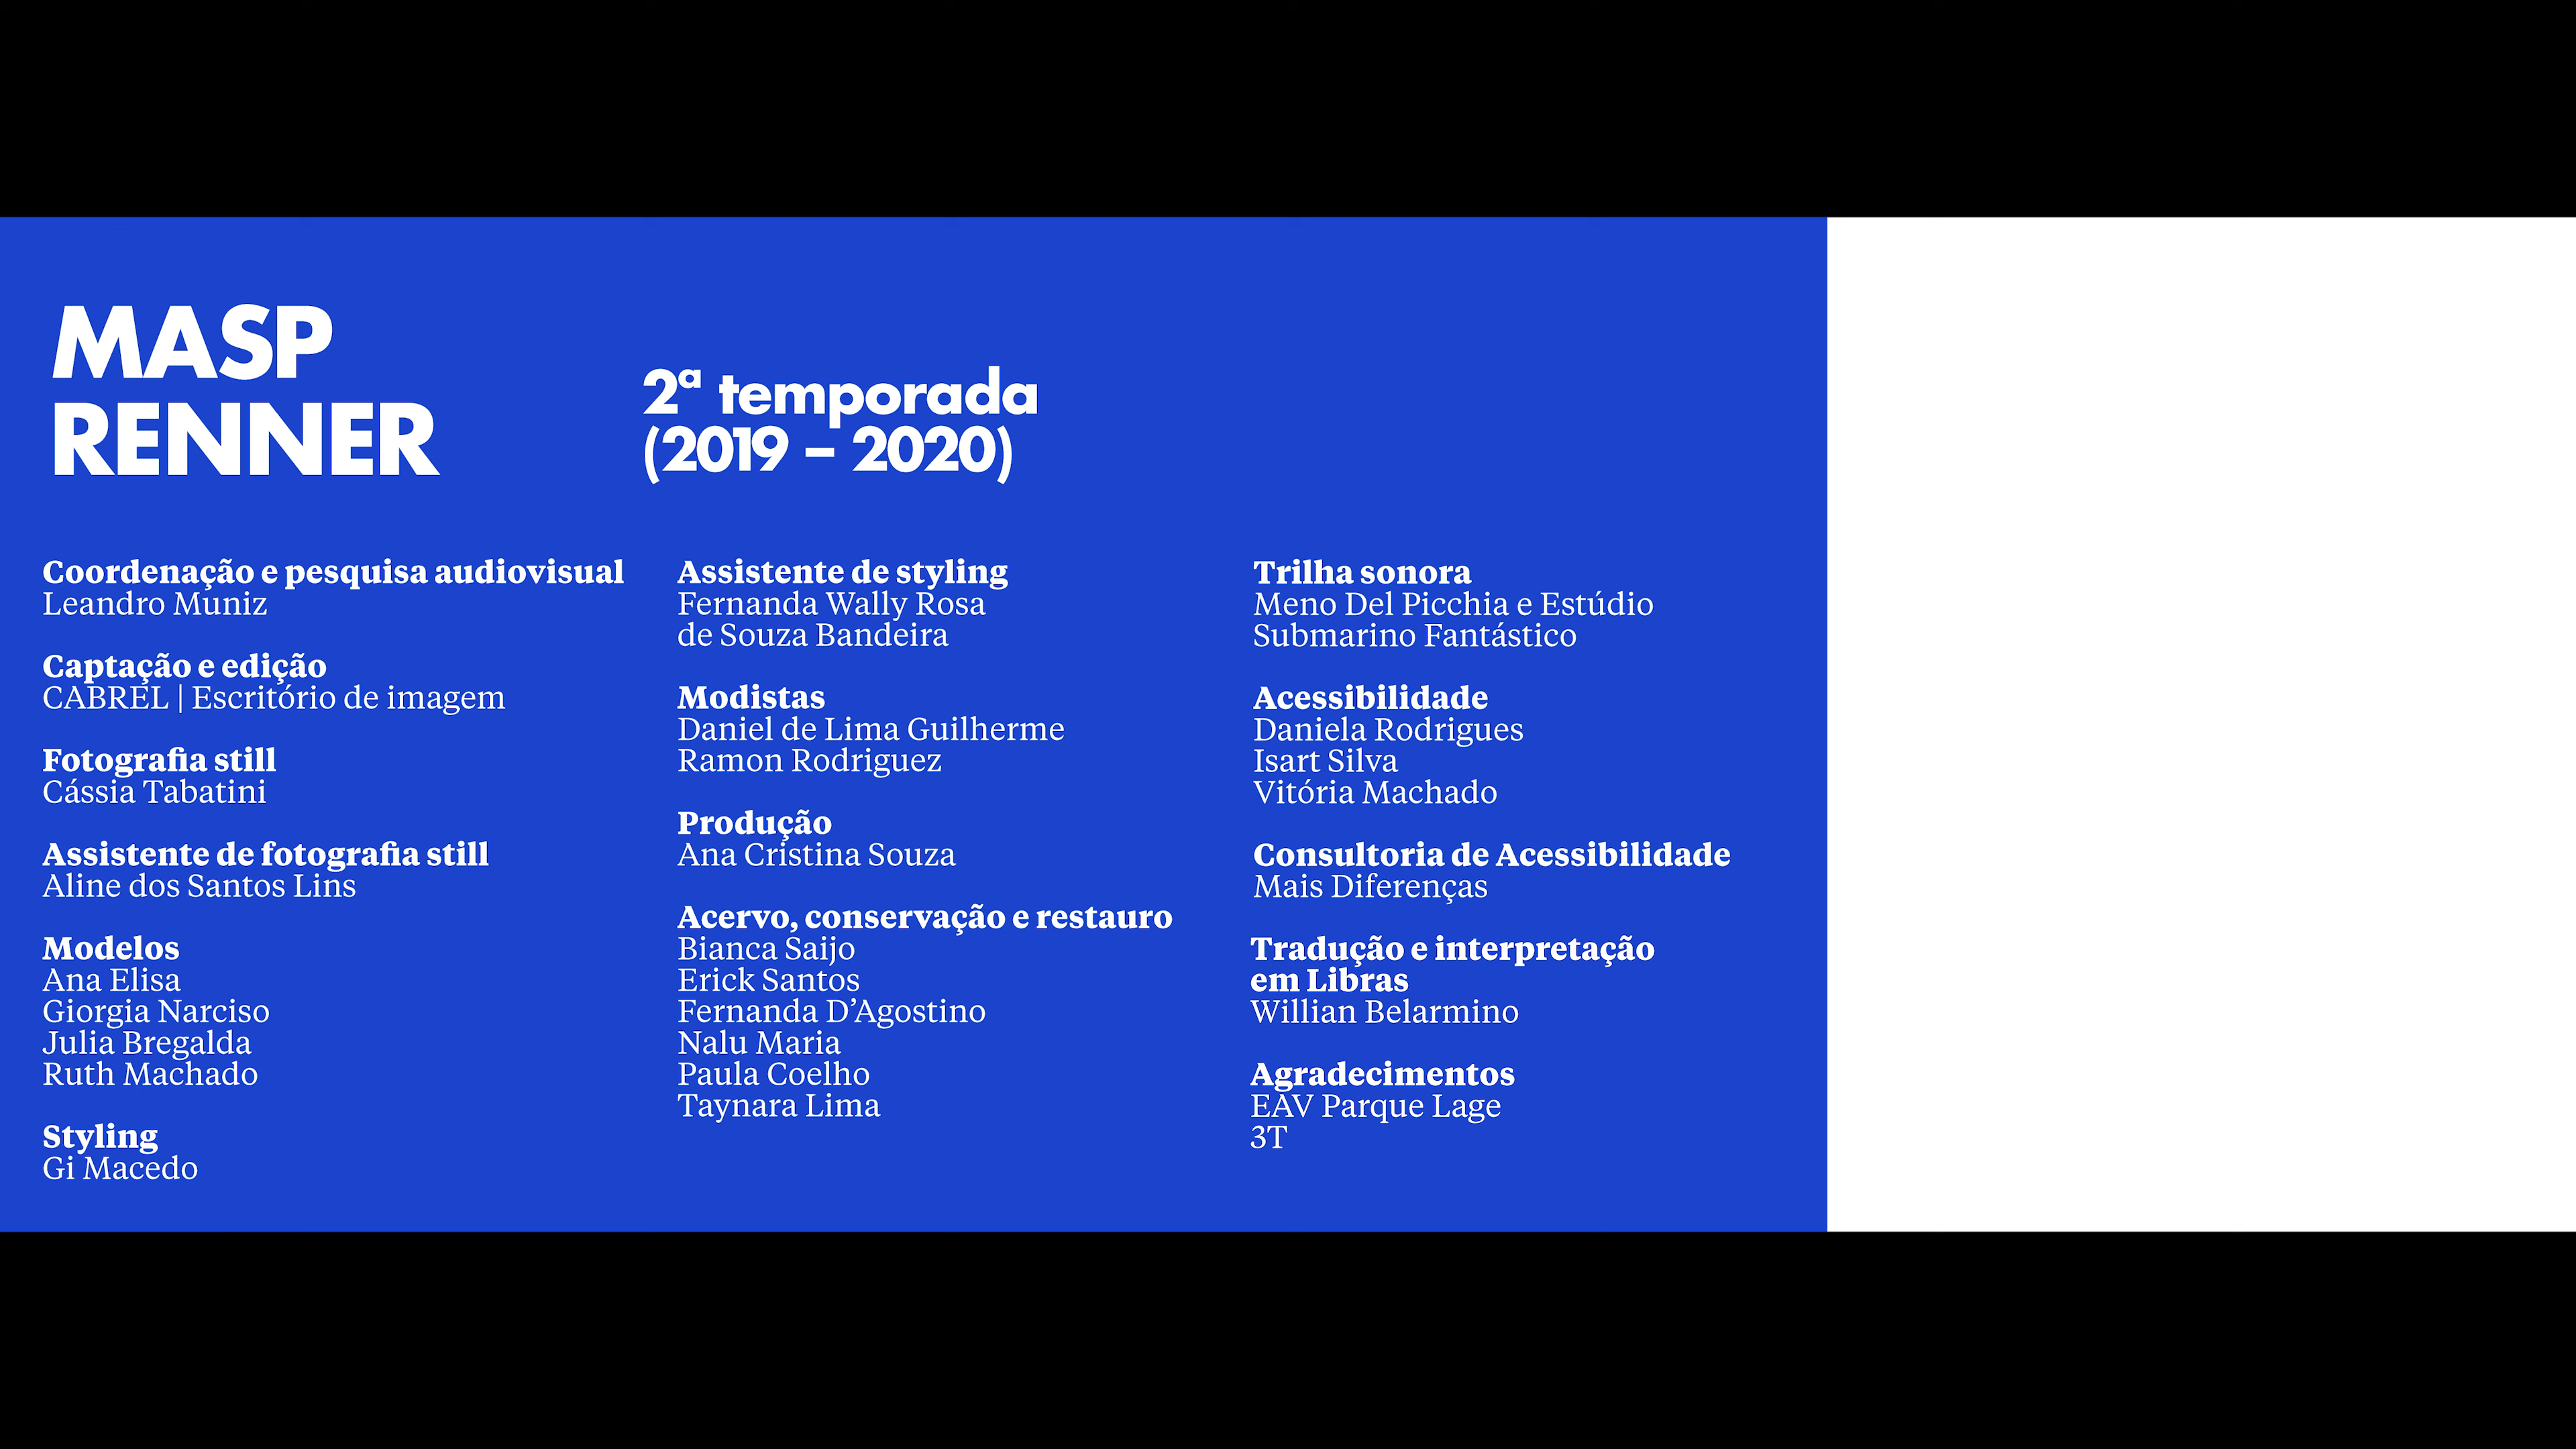 MASP
RENNER
2ª temporada
(2019 – 2020)
Coordenação e pesquisa audiovisual
Leandro Muniz
Captação e edição
CABREL | Escritório de imagem
Fotografia still
Cássia Tabatini
Assistente de fotografia still
Aline dos Santos Lins
Modelos
Ana Elisa
Giorgia Narciso
Julia Bregalda
Ruth Machado
Styling
Gi Macedo
Assistente de styling
Fernanda Wally Rosa
de Souza Bandeira
Modistas
Daniel de Lima Guilherme
Ramon Rodriguez
Produção
Ana Cristina Souza
Acervo, conservação e restauro
Bianca Saijo
Erick Santos
Fernanda D’Agostino
Nalu Maria
Paula Coelho
Taynara Lima
Trilha sonora
Meno Del Picchia e Estúdio
Submarino Fantástico
Acessibilidade
Daniela Rodrigues
Isart Silva
Vitória Machado
Consultoria de Acessibilidade
Mais Diferenças
Tradução e interpretação
em Libras
Willian Belarmino
Agradecimentos
EAV Parque Lage
3T